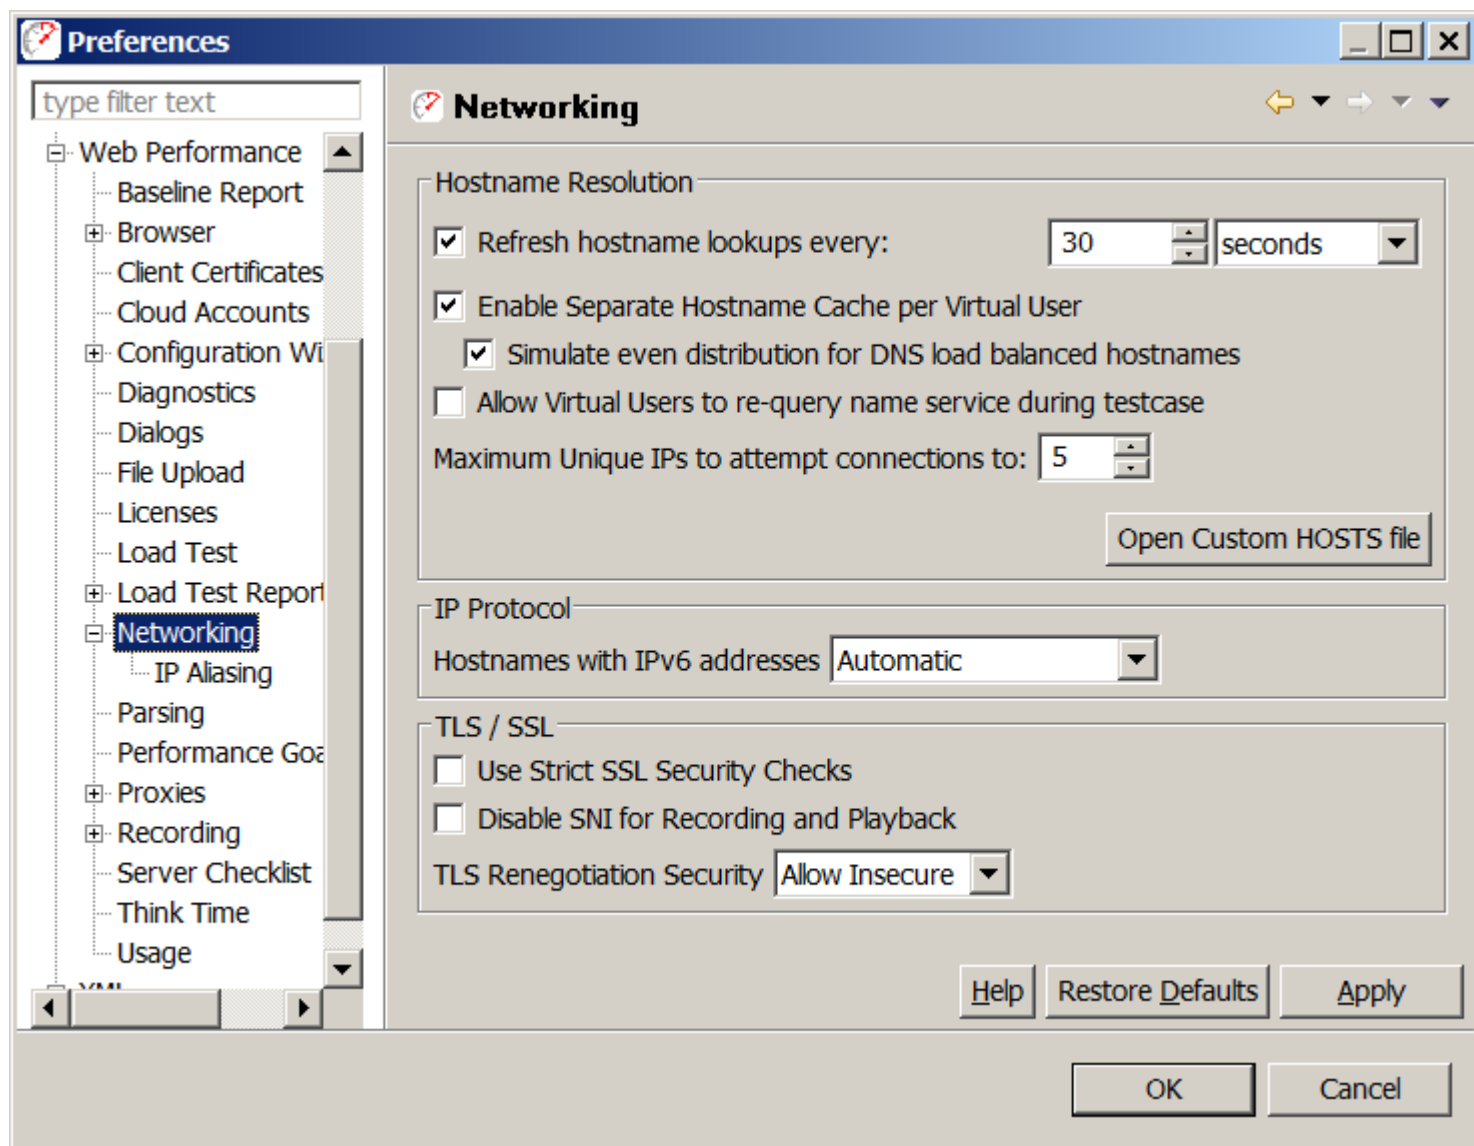 Preferences
type filter text
Web Performance
Baseline Report
Browser
Client Certificates
Cloud Accounts
Configuration Wi
Diagnostics
Dialogs
File Upload
Licenses
Load Test
Load Test Report
Networking
IP Aliasing
Parsing
Performance Goa
Proxies
Recording
Server Checklist
Think Time
Usage
XML
Networking
Hostname Resolution
Refresh hostname lookups every: 30 seconds
Enable Separate Hostname Cache per Virtual User
Simulate even distribution for DNS load balanced hostnames
Allow Virtual Users to re-query name service during testcase
Maximum Unique IPs to attempt connections to: 5
Open Custom HOSTS file
IP Protocol
Hostnames with IPv6 addresses Automatic
TLS / SSL
Use Strict SSL Security Checks
Disable SNI for Recording and Playback
TLS Renegotiation Security Allow Insecure
Help Restore Defaults Apply
OK Cancel